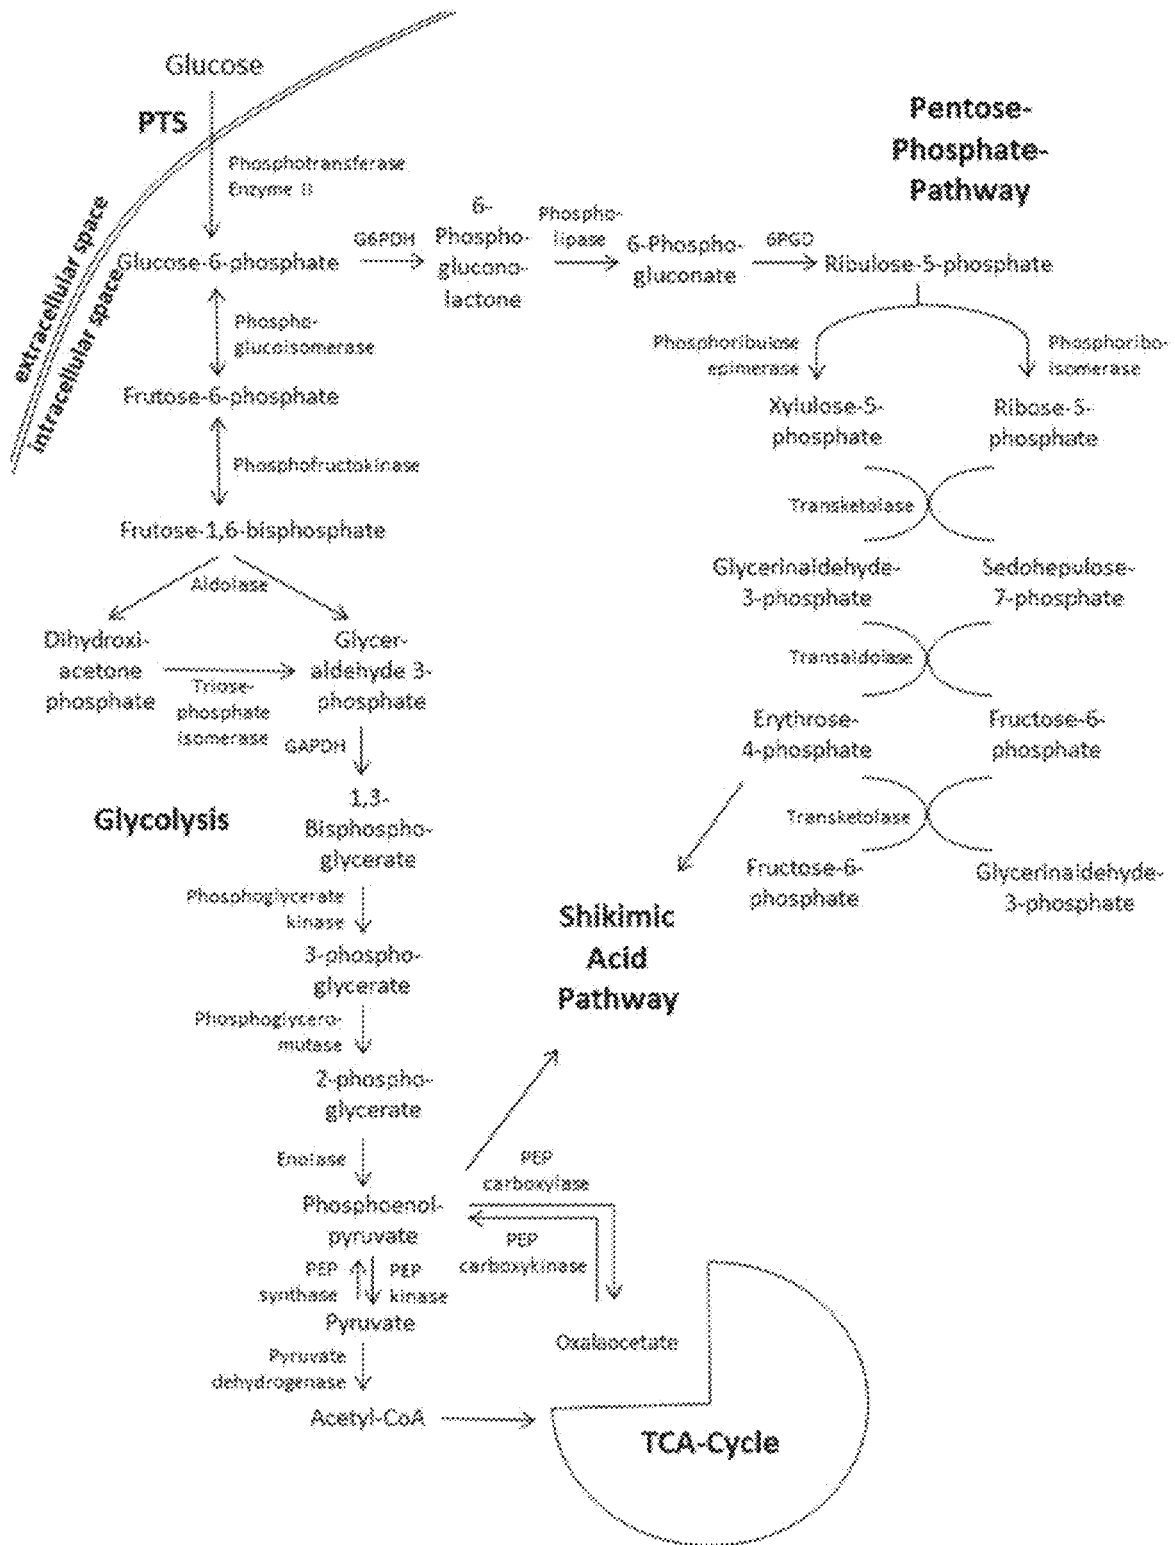 Glucose
PTS
Phosphotransferase
Enzyme II
extracellular space
intracellular space
Pentose-
Phosphate-
Pathway
Glucose-6-phosphate
G6PDH
6-
Phospho-
glucono-
lactone
Phospho-
lipase
6-Phospho-
gluconate
6PGD
Ribulose-5-phosphate
Phospho-
glucoisomerase
Phosphoribulose
epimerase
Phosphoribo-
isomerase
Frutose-6-phosphate
Xylulose-5-
phosphate
Ribose-5-
phosphate
Phosphofructokinase
Transketolase
Frutose-1,6-bisphosphate
Glycerinaldehyde-
3-phosphate
Sedohepulose-
7-phosphate
Aldolase
Dihydroxi-
acetone
phosphate
Glycer-
aldehyde 3-
phosphate
Triose-
phosphate
isomerase
Transaldolase
GAPDH
Erythrose-
4-phosphate
Fructose-6-
phosphate
Glycolysis
1,3-
Bisphospho-
glycerate
Transketolase
Fructose-6-
phosphate
Glycerinaldehyde-
3-phosphate
Phosphoglycerate
kinase
Shikimic
Acid
Pathway
3-phospho-
glycerate
Phosphoglycero-
mutase
2-phospho-
glycerate
Enolase
PEP
carboxylase
Phosphoenol-
pyruvate
PEP
carboxykinase
PEP
synthase
PEP
kinase
Pyruvate
Oxalaocetate
Pyruvate
dehydrogenase
Acetyl-CoA
TCA-Cycle